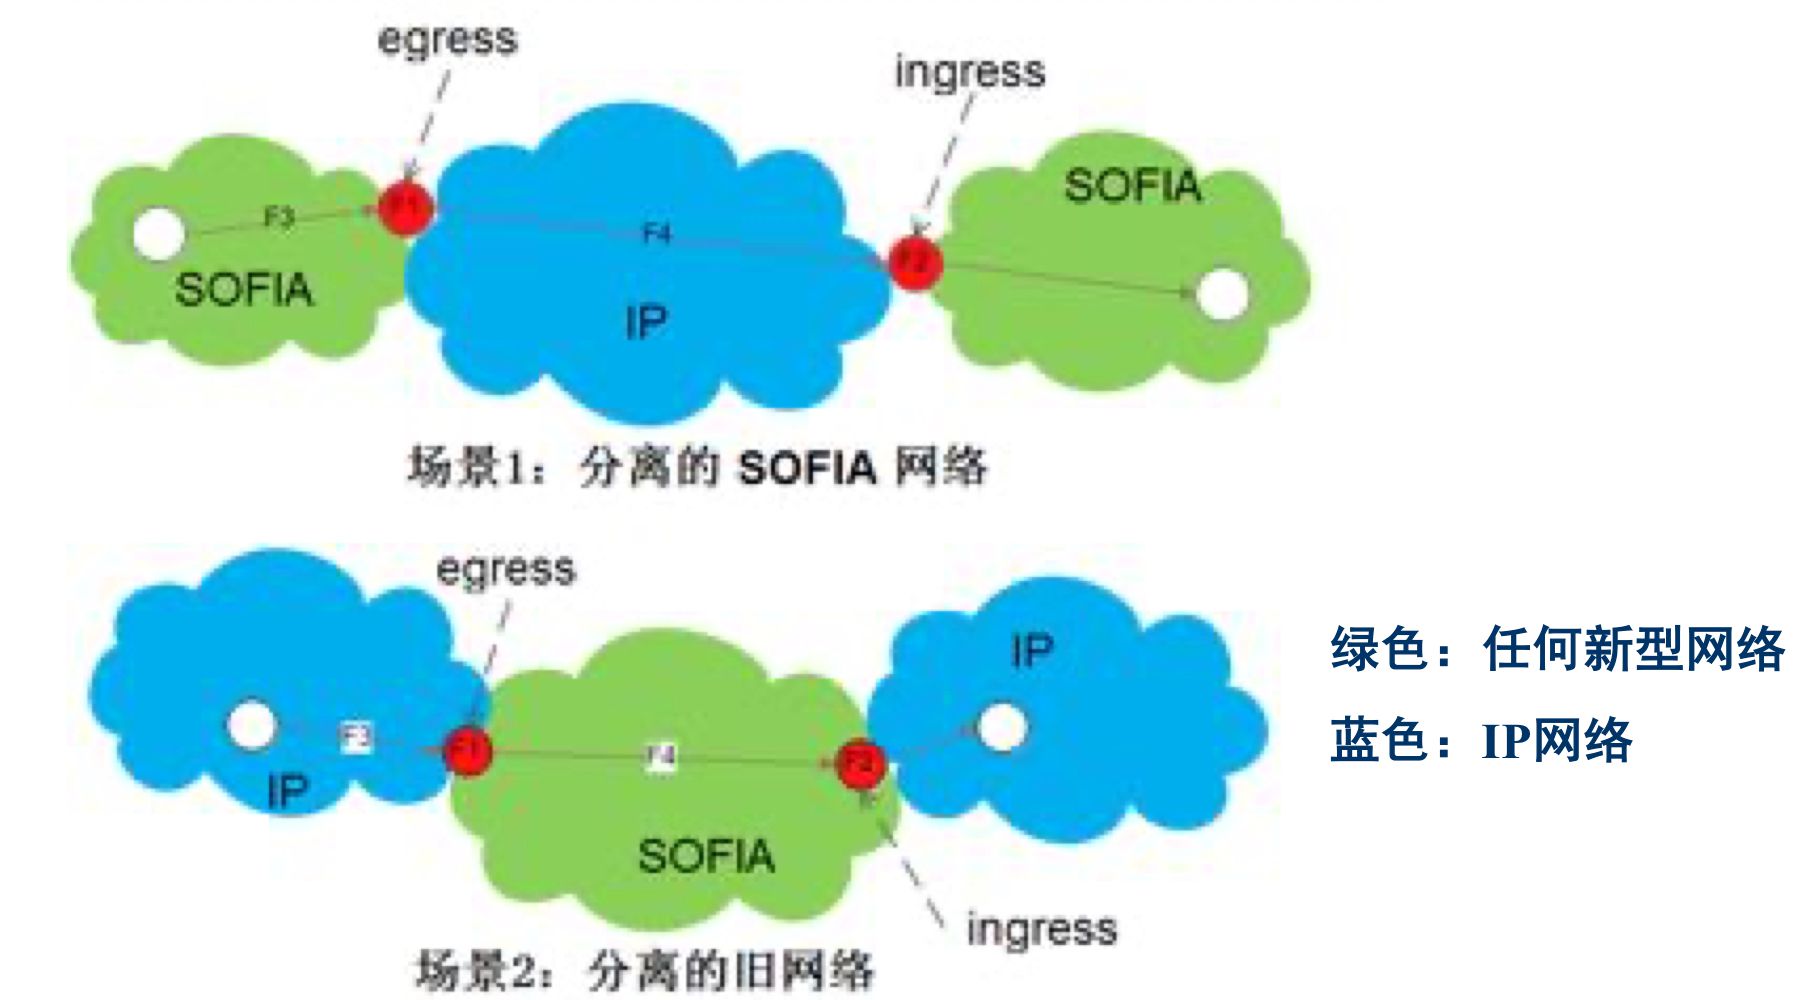 egress
ingress
SOFIA
F1
F3
F4
F2
SOFIA
IP
场景1：分离的 SOFIA 网络
egress
IP
绿色：任何新型网络
F3
F1
F4
F2
蓝色：IP网络
IP
SOFIA
ingress
场景2：分离的旧网络